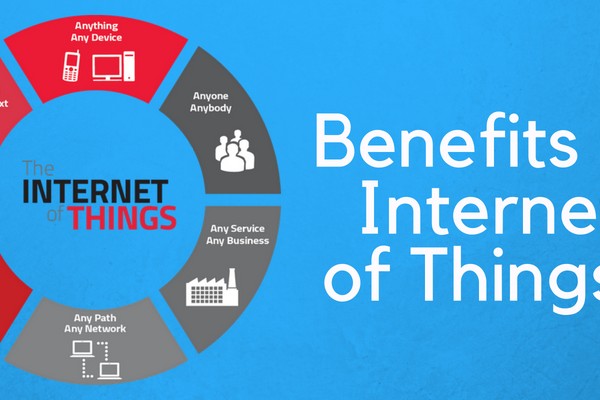 Anything
Any Device
Anyone
Anybody
The
INTERNET
of THINGS
Any Service
Any Business
Any Path
Any Network
Benefits
Interne
of Things